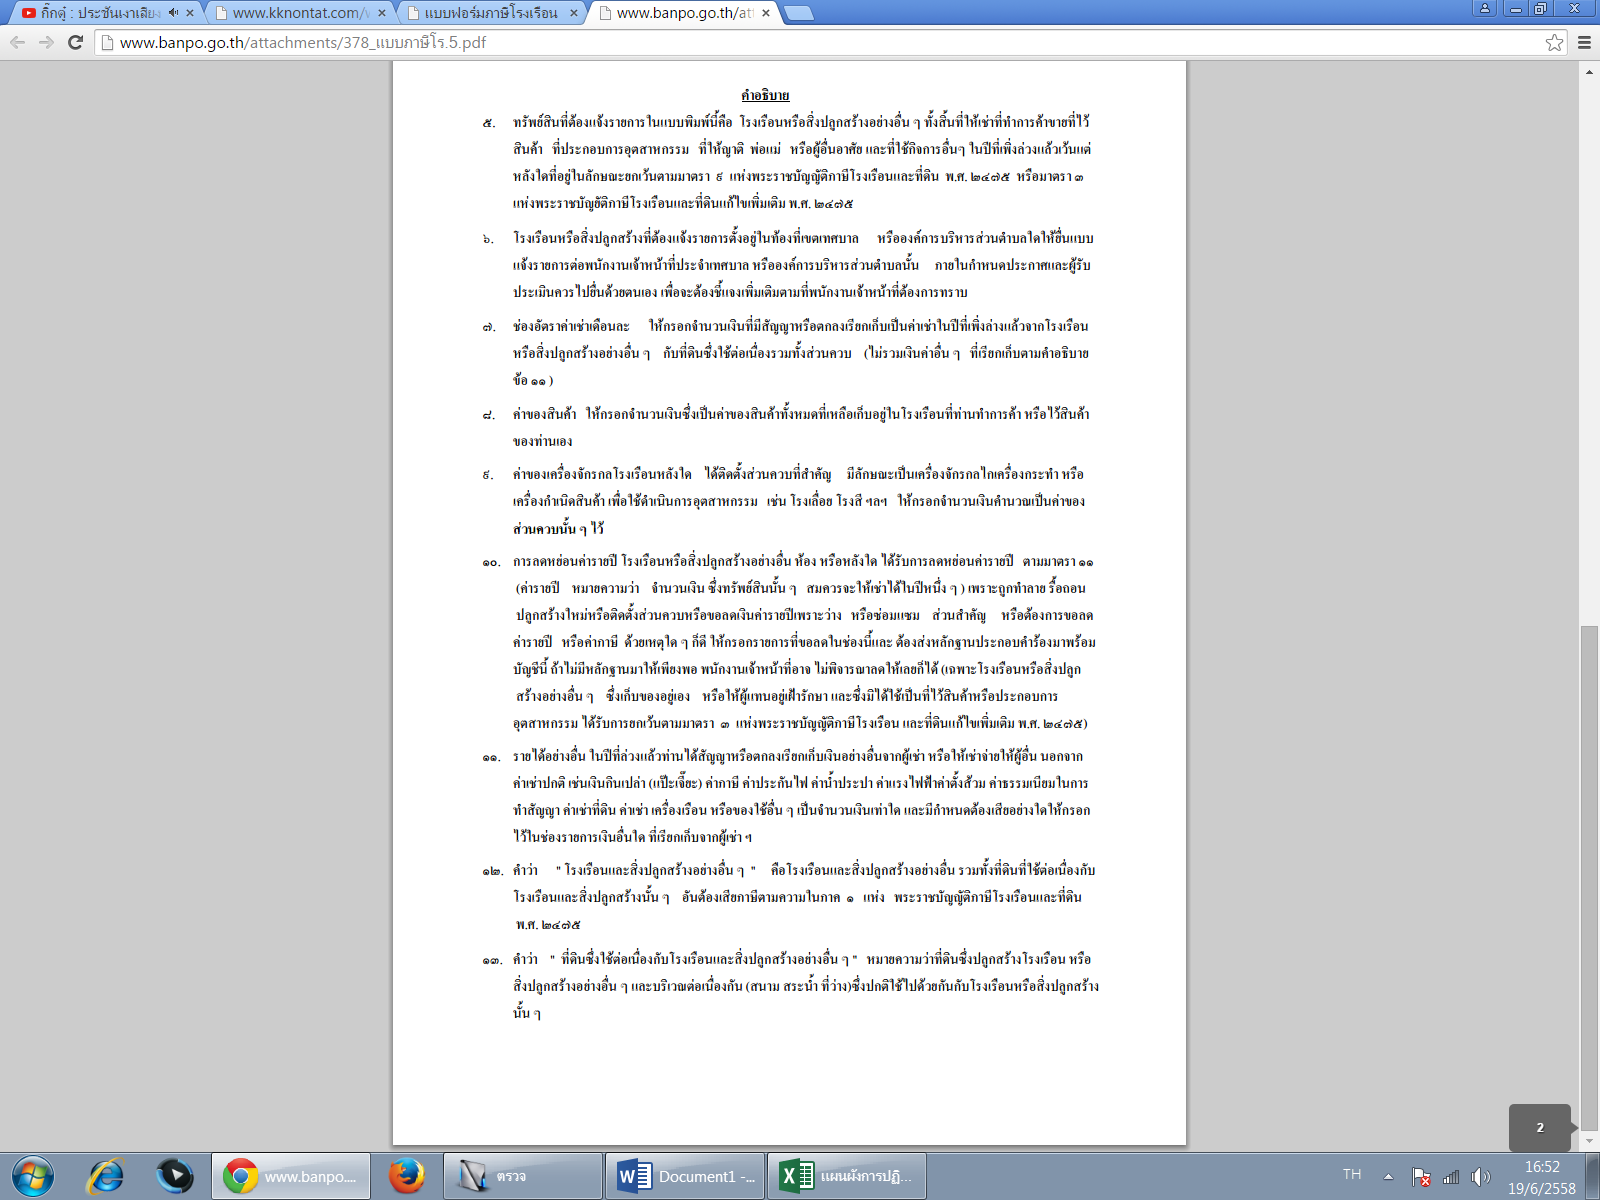 กิ๊กดู๋ : ประชันเงาเสียง
www.kknontat.com/
แบบฟอร์มภาษีโรงเรือน
www.banpo.go.th/at
www.banpo.go.th/attachments/378_แบบภาษีโร.5.pdf
คำอธิบาย
๕. ทรัพย์สินที่ต้องแจ้งรายการในแบบพิมพ์นี้คือ โรงเรือนหรือสิ่งปลูกสร้างอย่างอื่น ๆ ทั้งสิ้นที่ให้เช่าที่ทำการค้าขายที่ไว้
สินค้า ที่ประกอบการอุตสาหกรรม ที่ให้ญาติ พ่อแม่ หรือผู้อื่นอาศัย และที่ใช้กิจการอื่นๆ ในปีที่เพิ่งล่วงแล้วเว้นแต่
หลังใดที่อยู่ในลักษณะยกเว้นตามมาตรา ๙ แห่งพระราชบัญญัติภาษีโรงเรือนและที่ดิน พ.ศ. ๒๔๗๕ หรือมาตรา ๓
แห่งพระราชบัญยัติภาษีโรงเรือนและที่ดินแก้ไขเพิ่มเติม พ.ศ. ๒๔๗๕
๖. โรงเรือนหรือสิ่งปลูกสร้างที่ต้องแจ้งรายการตั้งอยู่ในท้องที่เขตเทศบาล หรือองค์การบริหารส่วนตำบลใดให้ยื่นแบบ
แจ้งรายการต่อพนักงานเจ้าหน้าที่ประจำเทศบาล หรือองค์การบริหารส่วนตำบลนั้น ภายในกำหนดประกาศและผู้รับ
ประเมินควรไปยื่นด้วยตนเอง เพื่อจะต้องชี้แจงเพิ่มเติมตามที่พนักงานเจ้าหน้าที่ต้องการทราบ
๗. ช่องอัตราค่าเช่าเดือนละ ให้กรอกจำนวนเงินที่มีสัญญาหรือตกลงเรียกเก็บเป็นค่าเช่าในปีที่เพิ่งล่างแล้วจากโรงเรือน
หรือสิ่งปลูกสร้างอย่างอื่น ๆ กับที่ดินซึ่งใช้ต่อเนื่องรวมทั้งส่วนควบ (ไม่รวมเงินค่าอื่น ๆ ที่เรียกเก็บตามคำอธิบาย
ข้อ ๑๑ )
๘. ค่าของสินค้า ให้กรอกจำนวนเงินซึ่งเป็นค่าของสินค้าทั้งหมดที่เหลือเก็บอยู่ในโรงเรือนที่ท่านทำการค้า หรือไว้สินค้า
ของท่านเอง
๙. ค่าของเครื่องจักรกลโรงเรือนหลังใด ได้ติดตั้งส่วนควบที่สำคัญ มีลักษณะเป็นเครื่องจักรกลไกเครื่องกระทำ หรือ
เครื่องกำเนิดสินค้า เพื่อใช้ดำเนินการอุตสาหกรรม เช่น โรงเลื่อย โรงสี ฯลฯ ให้กรอกจำนวนเงินคำนวณเป็นค่าของ
ส่วนควบนั้น ๆ ไว้
๑๐. การลดหย่อนค่ารายปี โรงเรือนหรือสิ่งปลูกสร้างอย่างอื่น ห้อง หรือหลังใด ได้รับการลดหย่อนค่ารายปี ตามมาตรา ๑๑
(ค่ารายปี หมายความว่า จำนวนเงิน ซึ่งทรัพย์สินนั้น ๆ สมควรจะให้เช่าได้ในปีหนึ่ง ๆ ) เพราะถูกทำลาย รื้อถอน
ปลูกสร้างใหม่หรือติดตั้งส่วนควบหรือขอลดเงินค่ารายปีเพราะว่าง หรือซ่อมแซม ส่วนสำคัญ หรือต้องการขอลด
ค่ารายปี หรือค่าภาษี ด้วยเหตุใด ๆ ก็ดี ให้กรอกรายการที่ขอลดในช่องนี้และ ต้องส่งหลักฐานประกอบคำร้องมาพร้อม
บัญชีนี้ ถ้าไม่มีหลักฐานมาให้เพียงพอ พนักงานเจ้าหน้าที่อาจ ไม่พิจารณาลดให้เลยก็ได้ (เฉพาะโรงเรือนหรือสิ่งปลูก
สร้างอย่างอื่น ๆ ซึ่งเก็บของอยู่เอง หรือให้ผู้แทนอยู่เฝ้ารักษา และซึ่งมิได้ใช้เป็นที่ไว้สินค้าหรือประกอบการ
อุตสาหกรรม ได้รับการยกเว้นตามมาตรา ๓ แห่งพระราชบัญญัติภาษีโรงเรือน และที่ดินแก้ไขเพิ่มเติม พ.ศ. ๒๔๗๕)
๑๑. รายได้อย่างอื่น ในปีที่ล่วงแล้วท่านได้สัญญาหรือตกลงเรียกเก็บเงินอย่างอื่นจากผู้เช่า หรือให้เช่าจ่ายให้ผู้อื่น นอกจาก
ค่าเช่าปกติ เช่นเงินกินเปล่า (แป๊ะเจี๊ยะ) ค่าภาษี ค่าประกันไฟ ค่าน้ำประปา ค่าแรงไฟฟ้าค่าตั้งส้วม ค่าธรรมเนียมในการ
ทำสัญญา ค่าเช่าที่ดิน ค่าเช่า เครื่องเรือน หรือของใช้อื่น ๆ เป็นจำนวนเงินเท่าใด และมีกำหนดต้องเสียอย่างใดให้กรอก
ไว้ในช่องรายการเงินอื่นใด ที่เรียกเก็บจากผู้เช่า ฯ
๑๒. คำว่า " โรงเรือนและสิ่งปลูกสร้างอย่างอื่น ๆ " คือโรงเรือนและสิ่งปลูกสร้างอย่างอื่น รวมทั้งที่ดินที่ใช้ต่อเนื่องกับ
โรงเรือนและสิ่งปลูกสร้างนั้น ๆ อันต้องเสียภาษีตามความในภาค ๑ แห่ง พระราชบัญญัติภาษีโรงเรือนและที่ดิน
พ.ศ. ๒๔๗๕
๑๓. คำว่า " ที่ดินซึ่งใช้ต่อเนื่องกับโรงเรือนและสิ่งปลูกสร้างอย่างอื่น ๆ " หมายความว่าที่ดินซึ่งปลูกสร้างโรงเรือน หรือ
สิ่งปลูกสร้างอย่างอื่น ๆ และบริเวณต่อเนื่องกัน (สนาม สระน้ำ ที่ว่าง)ซึ่งปกติใช้ไปด้วยกันกับโรงเรือนหรือสิ่งปลูกสร้าง
นั้น ๆ
2
www.banpo....
ตรวจ
Document1 -...
แผนผังการปฏิ...
TH
16:52
19/6/2558